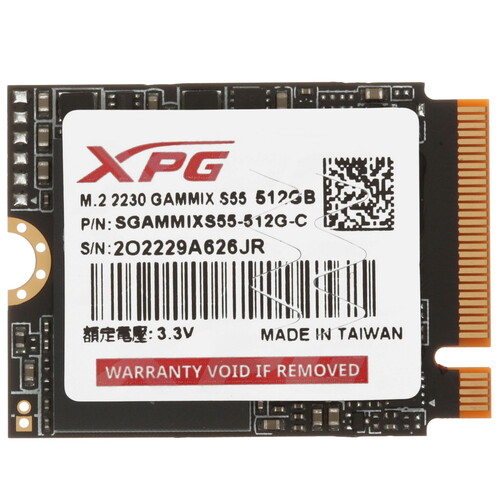 XPG
M.2 2230 GAMMIX S55 512GB
P/N: SGAMMIXS55-512G-C
S/N: 2O2229A626JR
額定電壓: 3.3V
MADE IN TAIWAN
WARRANTY VOID IF REMOVED